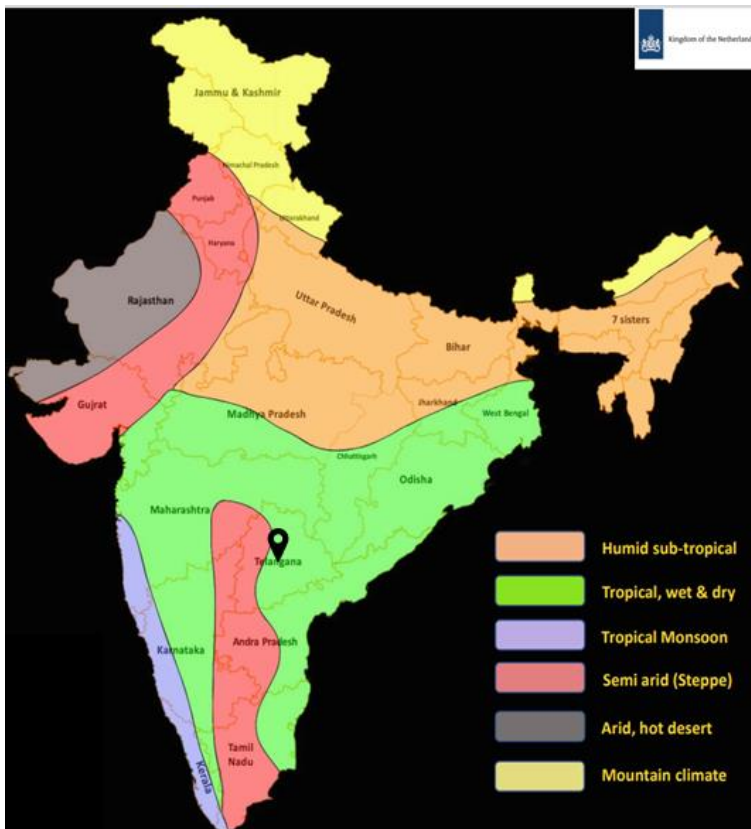 Kingdom of the Netherland
Jammu & Kashmir
Himachal Pradesh
Punjab
Uttarakhand
Haryana
Rajasthan
Uttar Pradesh
7 sisters
Bihar
Gujrat
Jharkhand
Madhya Pradesh
West Bengal
Chhattisgarh
Odisha
Maharashtra
Telangana
Andra Pradesh
Karnataka
Tamil
Nadu
Kerala
Humid sub-tropical
Tropical, wet & dry
Tropical Monsoon
Semi arid (Steppe)
Arid, hot desert
Mountain climate